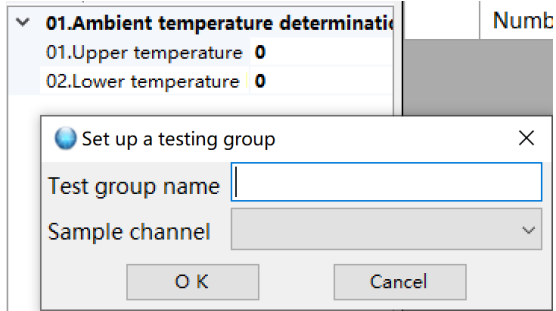 01.Ambient temperature
Numb
01.Upper temperature 0
02.Lower temperature 0
Set up a testing group
Test group name
Sample channel
O K
Cancel